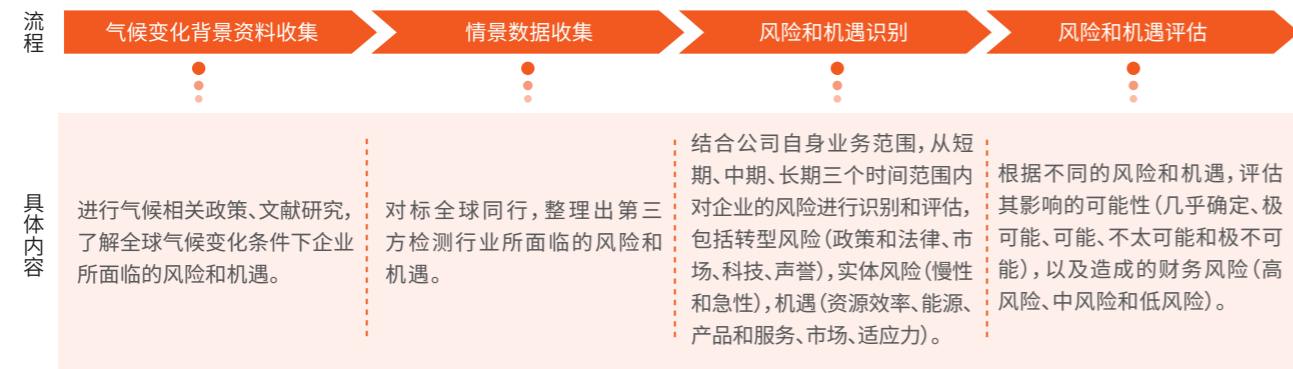 流程
气候变化背景资料收集
情景数据收集
风险和机遇识别
风险和机遇评估
具体内容
进行气候相关政策、文献研究，
了解全球气候变化条件下企业
所面临的风险和机遇。
对标全球同行，整理出第三
方检测行业所面临的风险和
机遇。
结合公司自身业务范围，从短
期、中期、长期三个时间范围内
对企业的风险进行识别和评估，
包括转型风险（政策和法律、市
场、科技、声誉），实体风险（慢性
和急性），机遇（资源效率、能源、
产品和服务、市场、适应力）。
根据不同的风险和机遇，评估
其影响的可能性（几乎确定、极
可能、可能、不太可能和极不可
能），以及造成的财务风险（高
风险、中风险和低风险）。